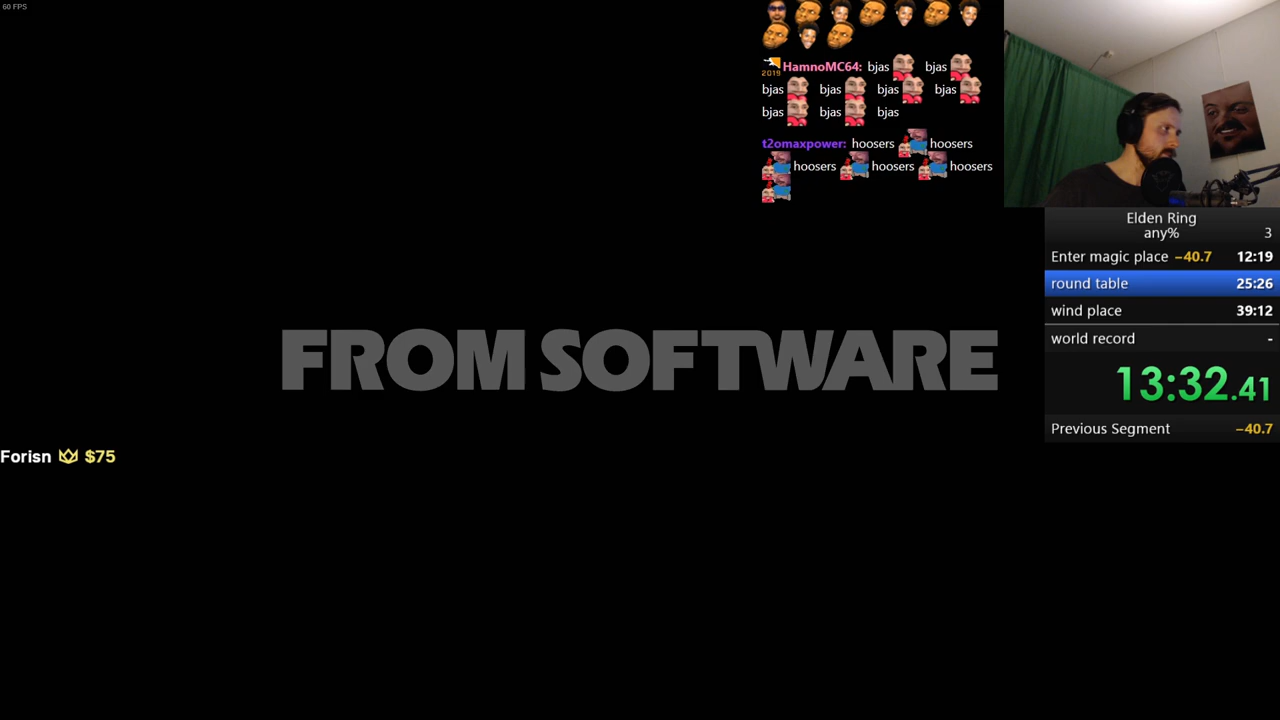 60 FPS
2019 HamnoMC64: bjas bjas
bjas bjas bjas bjas
bjas bjas bjas
t2omaxpower: hoosers hoosers
hoosers hoosers hoosers
Elden Ring
any% 3
Enter magic place −40.7 12:19
round table 25:26
wind place 39:12
world record -
13:32.41
Previous Segment −40.7
FROM SOFTWARE
Forisn $75